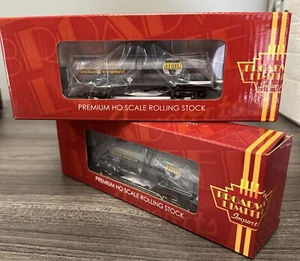 BROADWAY
LIMITED
Imports
PREMIUM HO SCALE ROLLING STOCK
BROADWAY
LIMITED
Imports
PREMIUM HO SCALE ROLLING STOCK